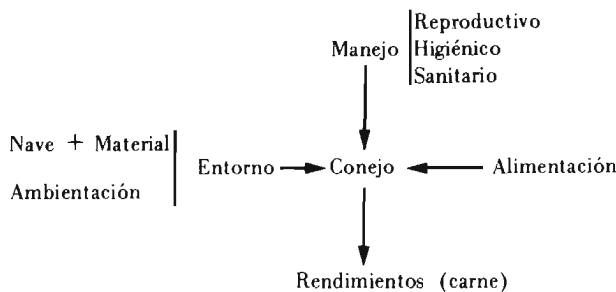 Reproductivo
Manejo Higiénico
Sanitario
Nave + Material
Entorno Conejo Alimentación
Ambientación
Rendimientos (carne)